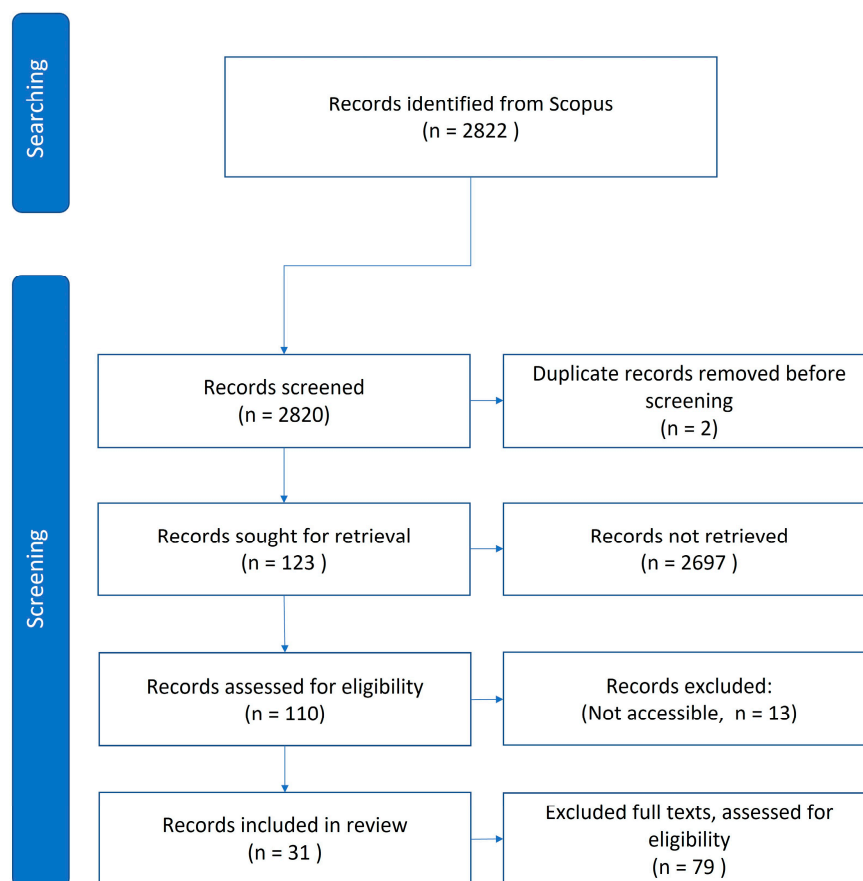 Searching
Records identified from Scopus
(n = 2822 )
Screening
Records screened
(n = 2820)
Duplicate records removed before
screening
(n = 2)
Records sought for retrieval
(n = 123 )
Records not retrieved
(n = 2697 )
Records assessed for eligibility
(n = 110)
Records excluded:
(Not accessible, n = 13)
Records included in review
(n = 31 )
Excluded full texts, assessed for
eligibility
(n = 79 )